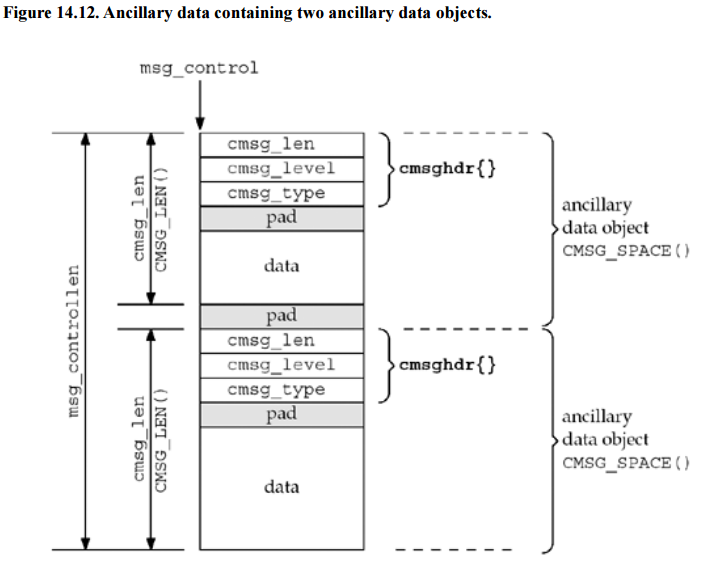 Figure 14.12. Ancillary data containing two ancillary data objects.
msg_control
cmsg_len
cmsg_level
cmsg_type
pad
data
pad
cmsg_len
cmsg_level
cmsg_type
pad
data
cmsghdr{}
cmsghdr{}
ancillary
data object
CMSG_SPACE()
ancillary
data object
CMSG_SPACE()
msg_controllen
cmsg_len
CMSG_LEN()
cmsg_len
CMSG_LEN()